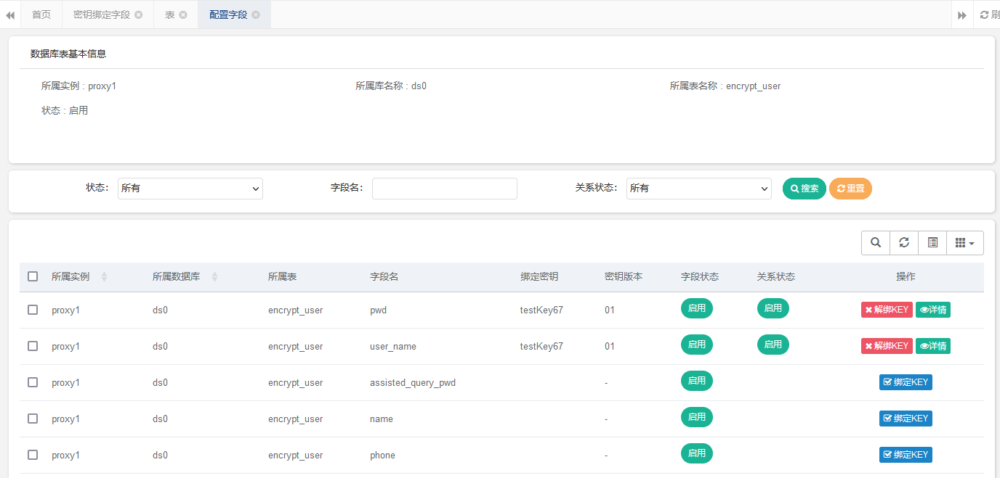 首页 密钥绑定字段 表 配置字段 刷
数据库表基本信息
所属实例 : proxy1 所属库名称 : ds0 所属表名称 : encrypt_user
状态 : 启用
状态: 所有 字段名: 关系状态: 所有 搜索 重置
所属实例 所属数据库 所属表 字段名 绑定密钥 密钥版本 字段状态 关系状态 操作
proxy1 ds0 encrypt_user pwd testKey67 01 启用 启用 解绑KEY 详情
proxy1 ds0 encrypt_user user_name testKey67 01 启用 启用 解绑KEY 详情
proxy1 ds0 encrypt_user assisted_query_pwd - 启用 绑定KEY
proxy1 ds0 encrypt_user name - 启用 绑定KEY
proxy1 ds0 encrypt_user phone - 启用 绑定KEY